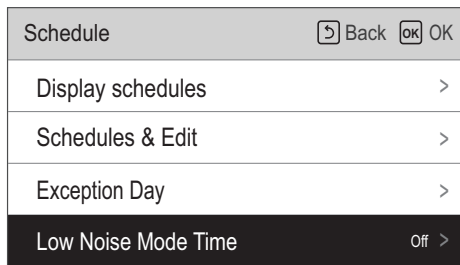 Schedule Back OK OK
Display schedules >
Schedules & Edit >
Exception Day >
Low Noise Mode Time Off >